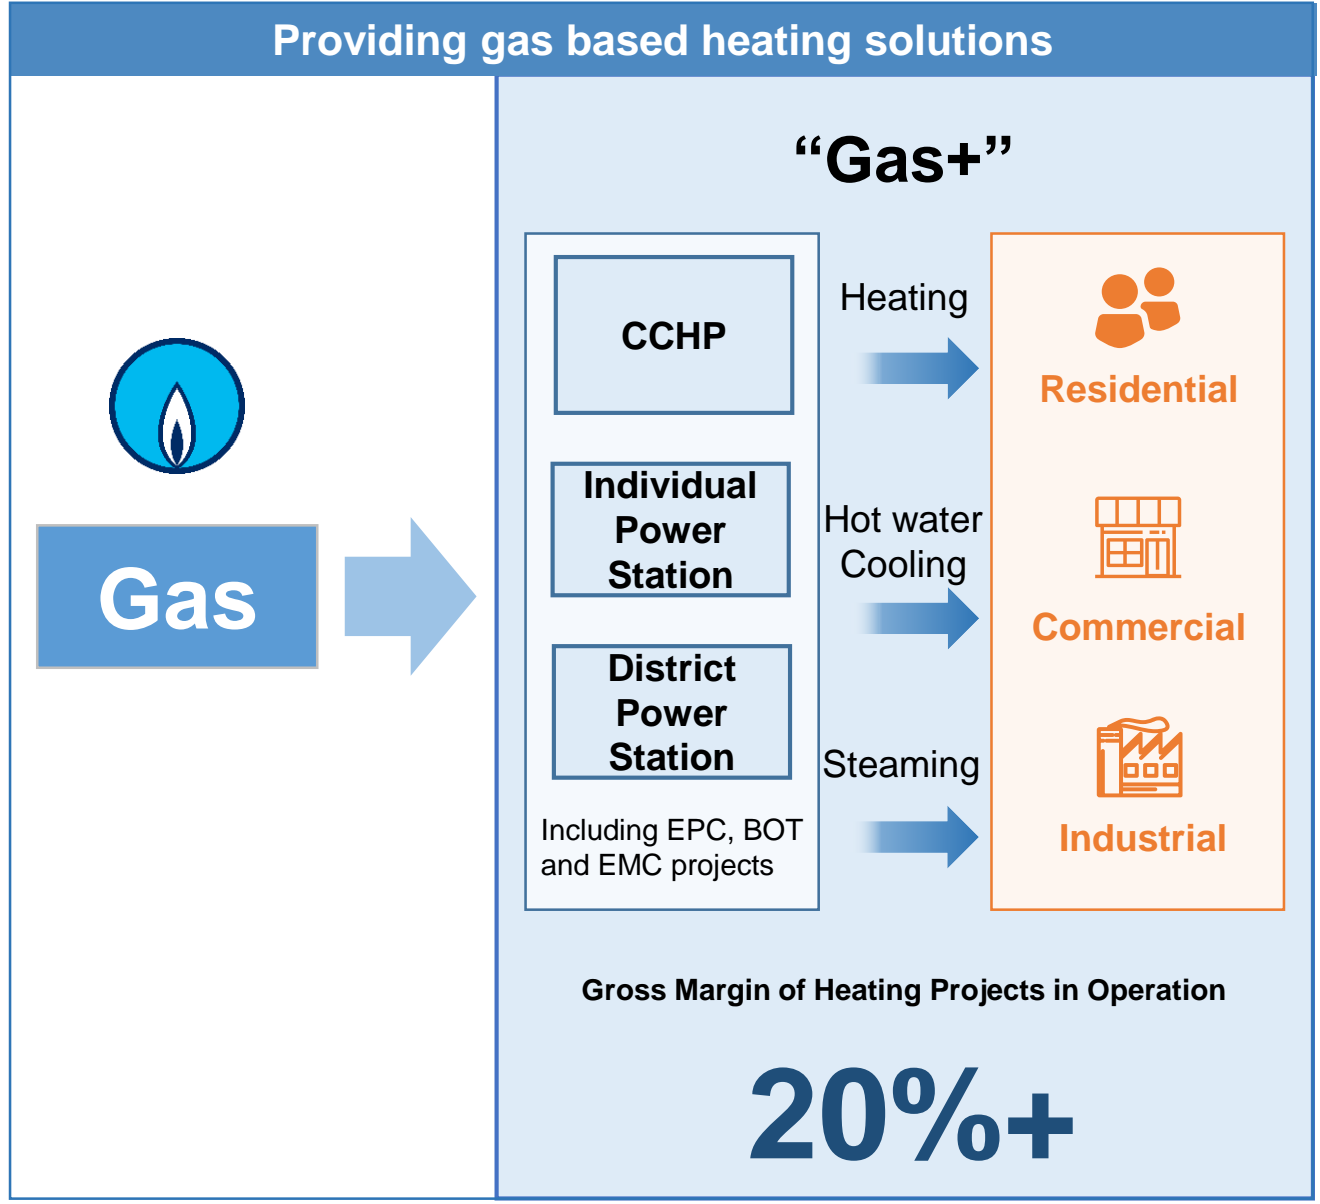 Providing gas based heating solutions
“Gas+”
Gas
CCHP
Individual
Power
Station
District
Power
Station
Including EPC, BOT
and EMC projects
Heating
Hot water
Cooling
Steaming
Residential
Commercial
Industrial
Gross Margin of Heating Projects in Operation
20%+